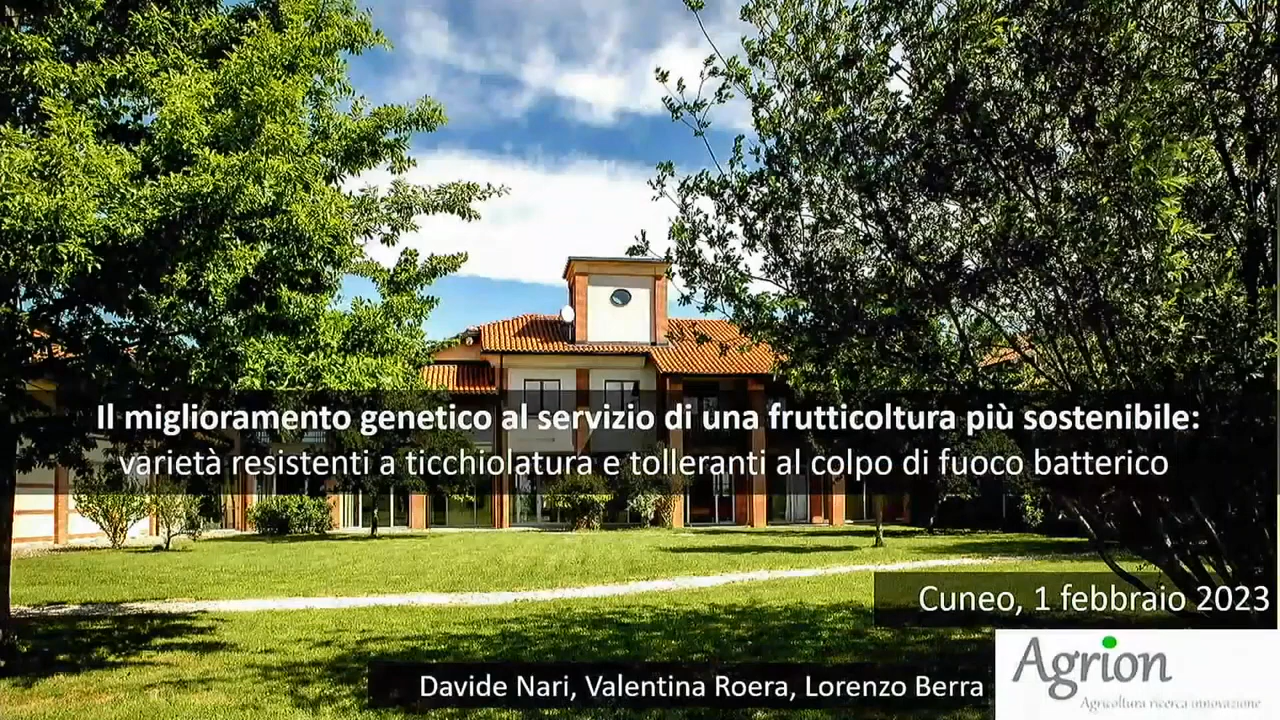 Il miglioramento genetico al servizio di una frutticoltura più sostenibile:
varietà resistenti a ticchiolatura e tolleranti al colpo di fuoco batterico
Cuneo, 1 febbraio 2023
Agrion
Agricoltura ricerca innovazione
Davide Nari, Valentina Roera, Lorenzo Berra